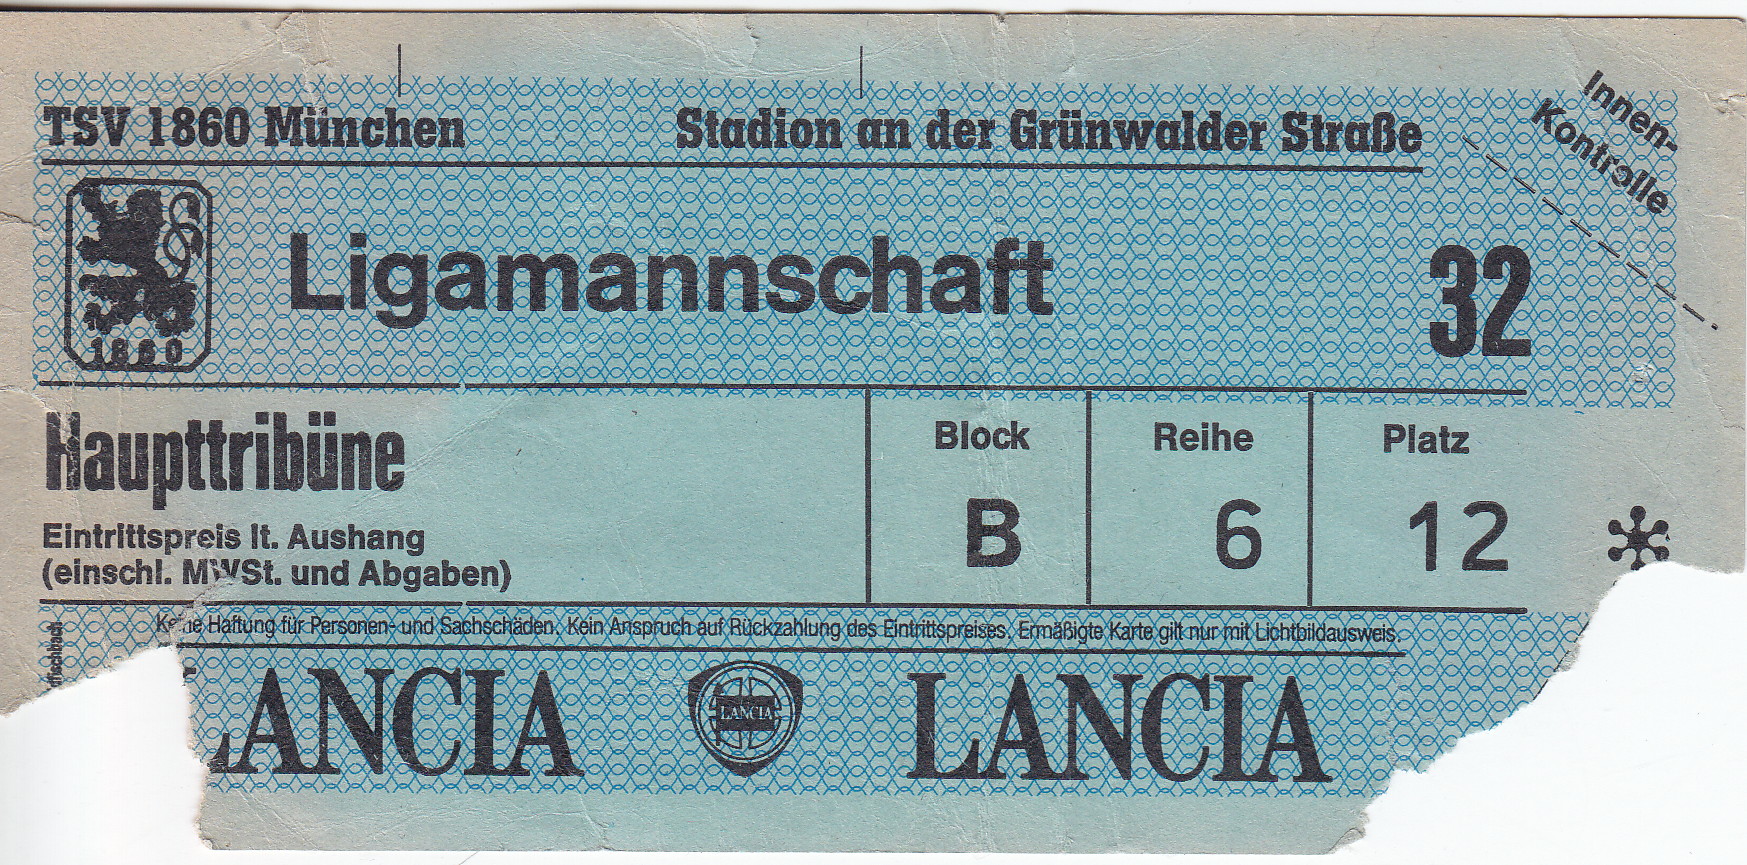 TSV 1860 München
Stadion an der Grünwalder Straße
Innen-
Kontrolle
1860
Ligamannschaft
32
Haupttribüne
Eintrittspreis lt. Aushang
(einschl. MWSt. und Abgaben)
Block
B
Reihe
6
Platz
12
Keine Haftung für Personen- und Sachschäden. Kein Anspruch auf Rückzahlung des Eintrittspreises. Ermäßigte Karte gilt nur mit Lichtbildausweis.
LANCIA
LANCIA
LANCIA